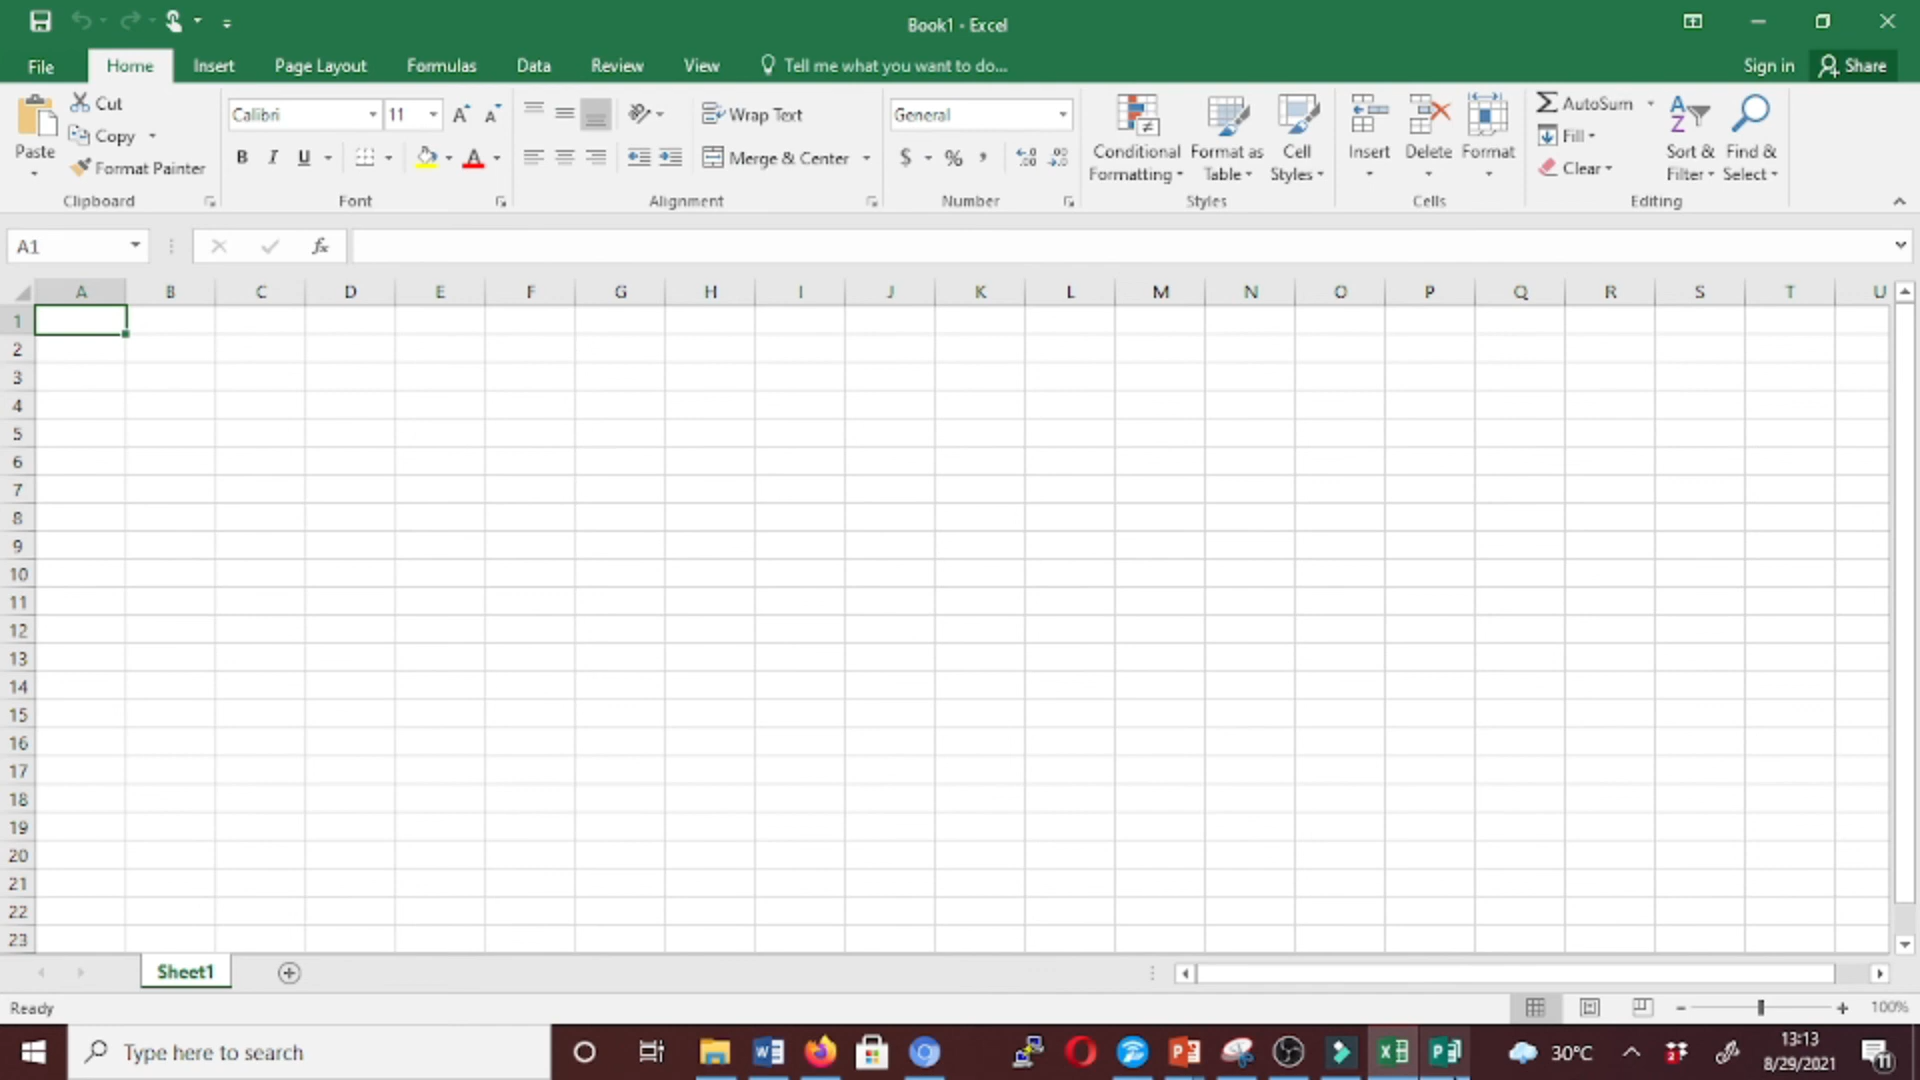 Book1 - Excel
File Home Insert Page Layout Formulas Data Review View Tell me what you want to do... Sign in Share
Cut
Copy
Format Painter
Paste
Clipboard
Calibri 11
B I U
Font
Wrap Text
Merge & Center
Alignment
General
$ % ,
Number
Conditional Formatting
Format as Table
Cell Styles
Styles
Insert Delete Format
Cells
AutoSum
Fill
Clear
Sort & Filter
Find & Select
Editing
A1 fx
A B C D E F G H I J K L M N O P Q R S T U
1
2
3
4
5
6
7
8
9
10
11
12
13
14
15
16
17
18
19
20
21
22
23
Sheet1
Ready 100%
Type here to search 30°C 13:13
8/29/2021
11